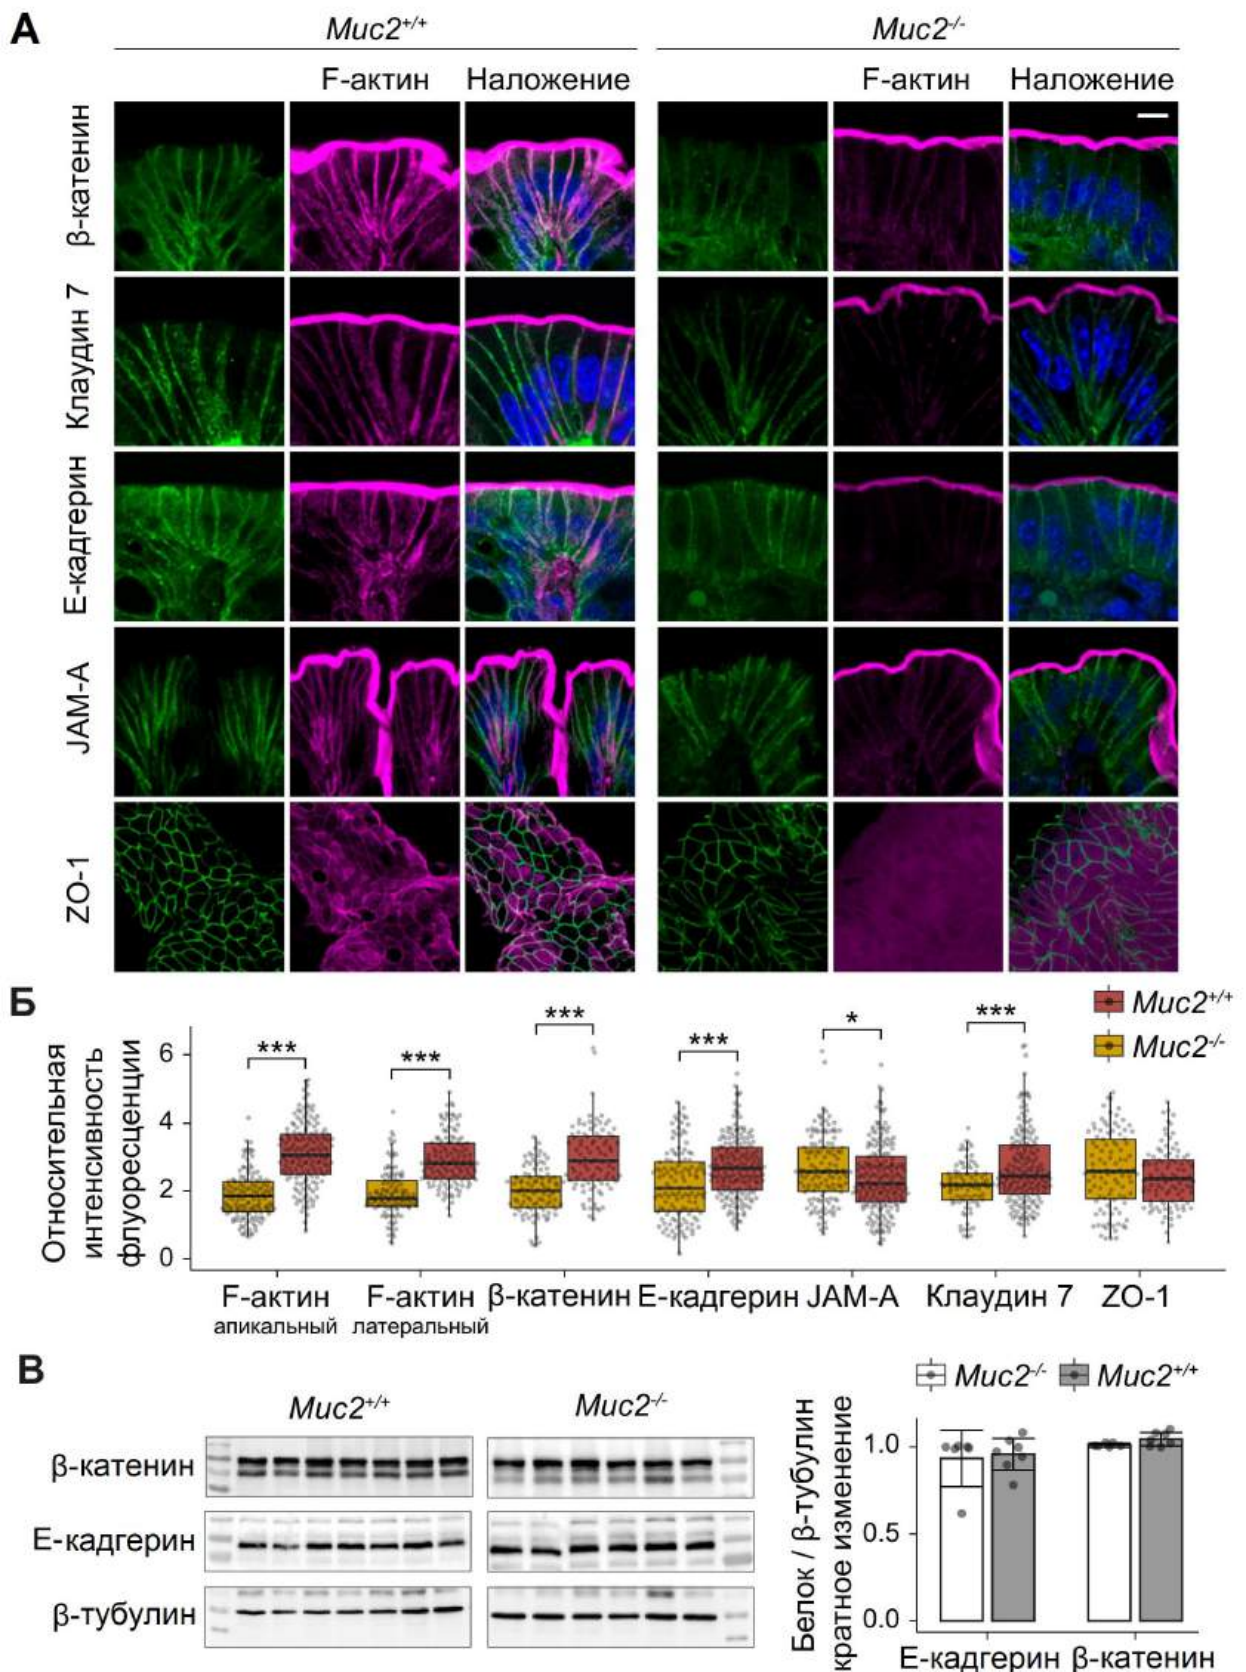 А
Muc2+/+
Muc2-/-
F-актин
Наложение
F-актин
Наложение
β-катенин
Клаудин 7
Е-кадгерин
JAM-A
ZO-1
Б
Muc2+/+
Muc2-/-
Относительная
интенсивность
флуоресценции
6
4
2
0
***
***
***
***
*
***
F-актин
апикальный
F-актин
латеральный
β-катенин
Е-кадгерин
JAM-A
Клаудин 7
ZO-1
В
Muc2+/+
Muc2-/-
β-катенин
Е-кадгерин
β-тубулин
Muc2-/-
Muc2+/+
Белок / β-тубулин
кратное изменение
1.0
0.5
0.0
Е-кадгерин
β-катенин